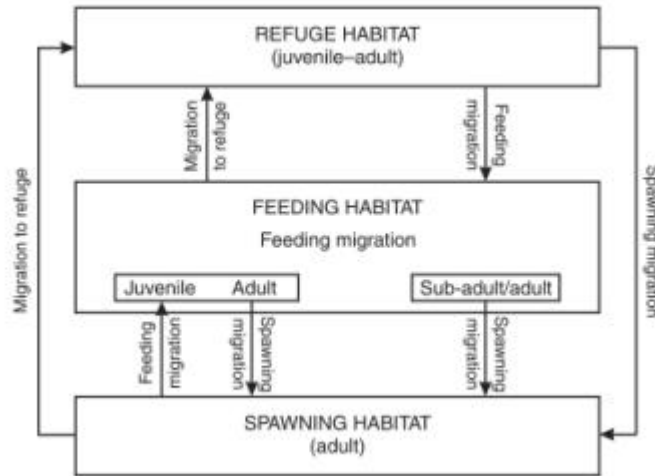 REFUGE HABITAT
(juvenile–adult)
Migration
to refuge
Feeding
migration
Migration to refuge
Spawning migration
FEEDING HABITAT
Feeding migration
Juvenile Adult
Sub-adult/adult
Feeding
migration
Spawning
migration
Spawning
migration
SPAWNING HABITAT
(adult)